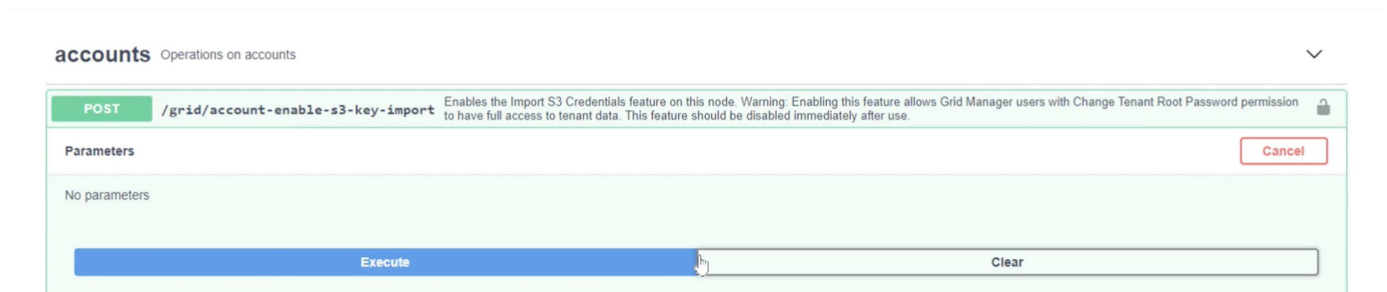 accounts Operations on accounts
POST /grid/account-enable-s3-key-import Enables the Import S3 Credentials feature on this node. Warning: Enabling this feature allows Grid Manager users with Change Tenant Root Password permission
to have full access to tenant data. This feature should be disabled immediately after use.
Parameters Cancel
No parameters
Execute Clear